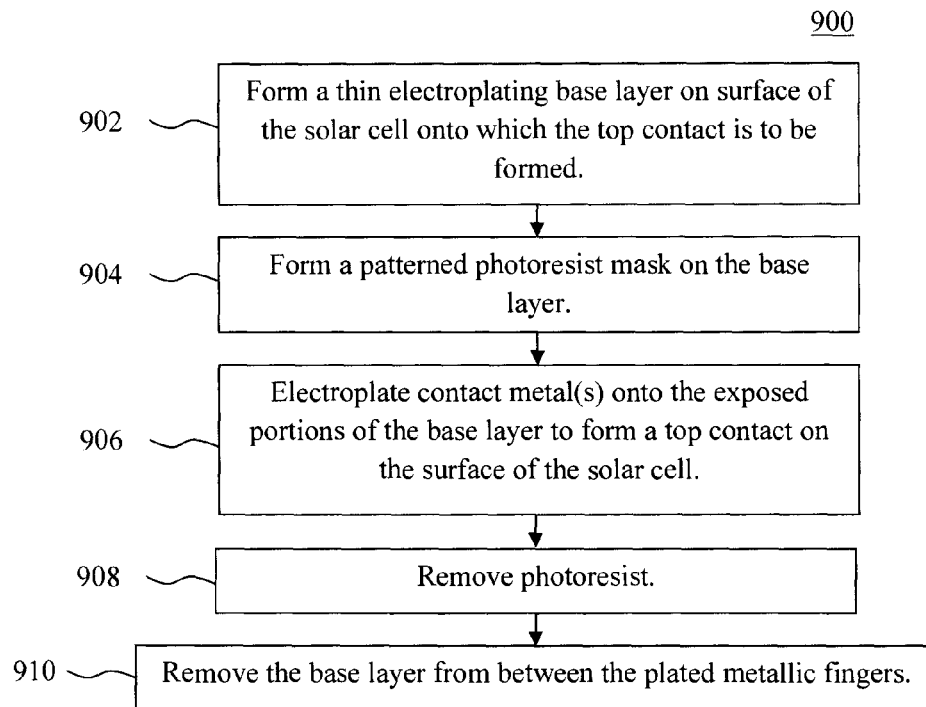 900
902
Form a thin electroplating base layer on surface of
the solar cell onto which the top contact is to be
formed.
904
Form a patterned photoresist mask on the base
layer.
906
Electroplate contact metal(s) onto the exposed
portions of the base layer to form a top contact on
the surface of the solar cell.
908
Remove photoresist.
910
Remove the base layer from between the plated metallic fingers.